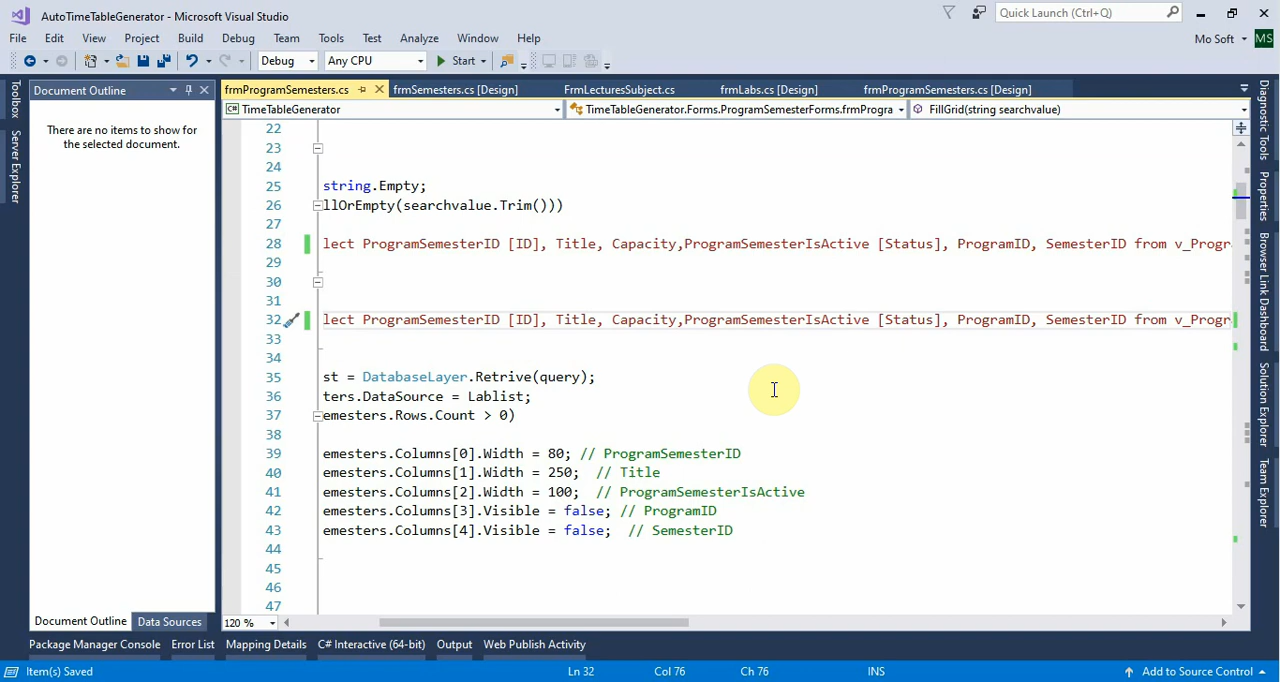 AutoTimeTableGenerator - Microsoft Visual Studio
Quick Launch (Ctrl+Q)
File Edit View Project Build Debug Team Tools Test Analyze Window Help
Mo Soft MS
Debug Any CPU Start
Document Outline
frmProgramSemesters.cs frmSemesters.cs [Design] FrmLecturesSubject.cs frmLabs.cs [Design] frmProgramSemesters.cs [Design]
TimeTableGenerator TimeTableGenerator.Forms.ProgramSemesterForms.frmProgra FillGrid(string searchvalue)
Toolbox
Server Explorer
There are no items to show for
the selected document.
22
23
24
25 string.Empty;
26 llOrEmpty(searchvalue.Trim()))
27
28 lect ProgramSemesterID [ID], Title, Capacity,ProgramSemesterIsActive [Status], ProgramID, SemesterID from v_Progr
29
30
31
32 lect ProgramSemesterID [ID], Title, Capacity,ProgramSemesterIsActive [Status], ProgramID, SemesterID from v_Progr
33
34
35 st = DatabaseLayer.Retrive(query);
36 ters.DataSource = Lablist;
37 emesters.Rows.Count > 0)
38
39 emesters.Columns[0].Width = 80; // ProgramSemesterID
40 emesters.Columns[1].Width = 250; // Title
41 emesters.Columns[2].Width = 100; // ProgramSemesterIsActive
42 emesters.Columns[3].Visible = false; // ProgramID
43 emesters.Columns[4].Visible = false; // SemesterID
44
45
46
47
Diagnostic Tools
Properties
Browser Link Dashboard
Solution Explorer
Team Explorer
Document Outline Data Sources
120 %
Package Manager Console Error List Mapping Details C# Interactive (64-bit) Output Web Publish Activity
Item(s) Saved Ln 32 Col 76 Ch 76 INS Add to Source Control